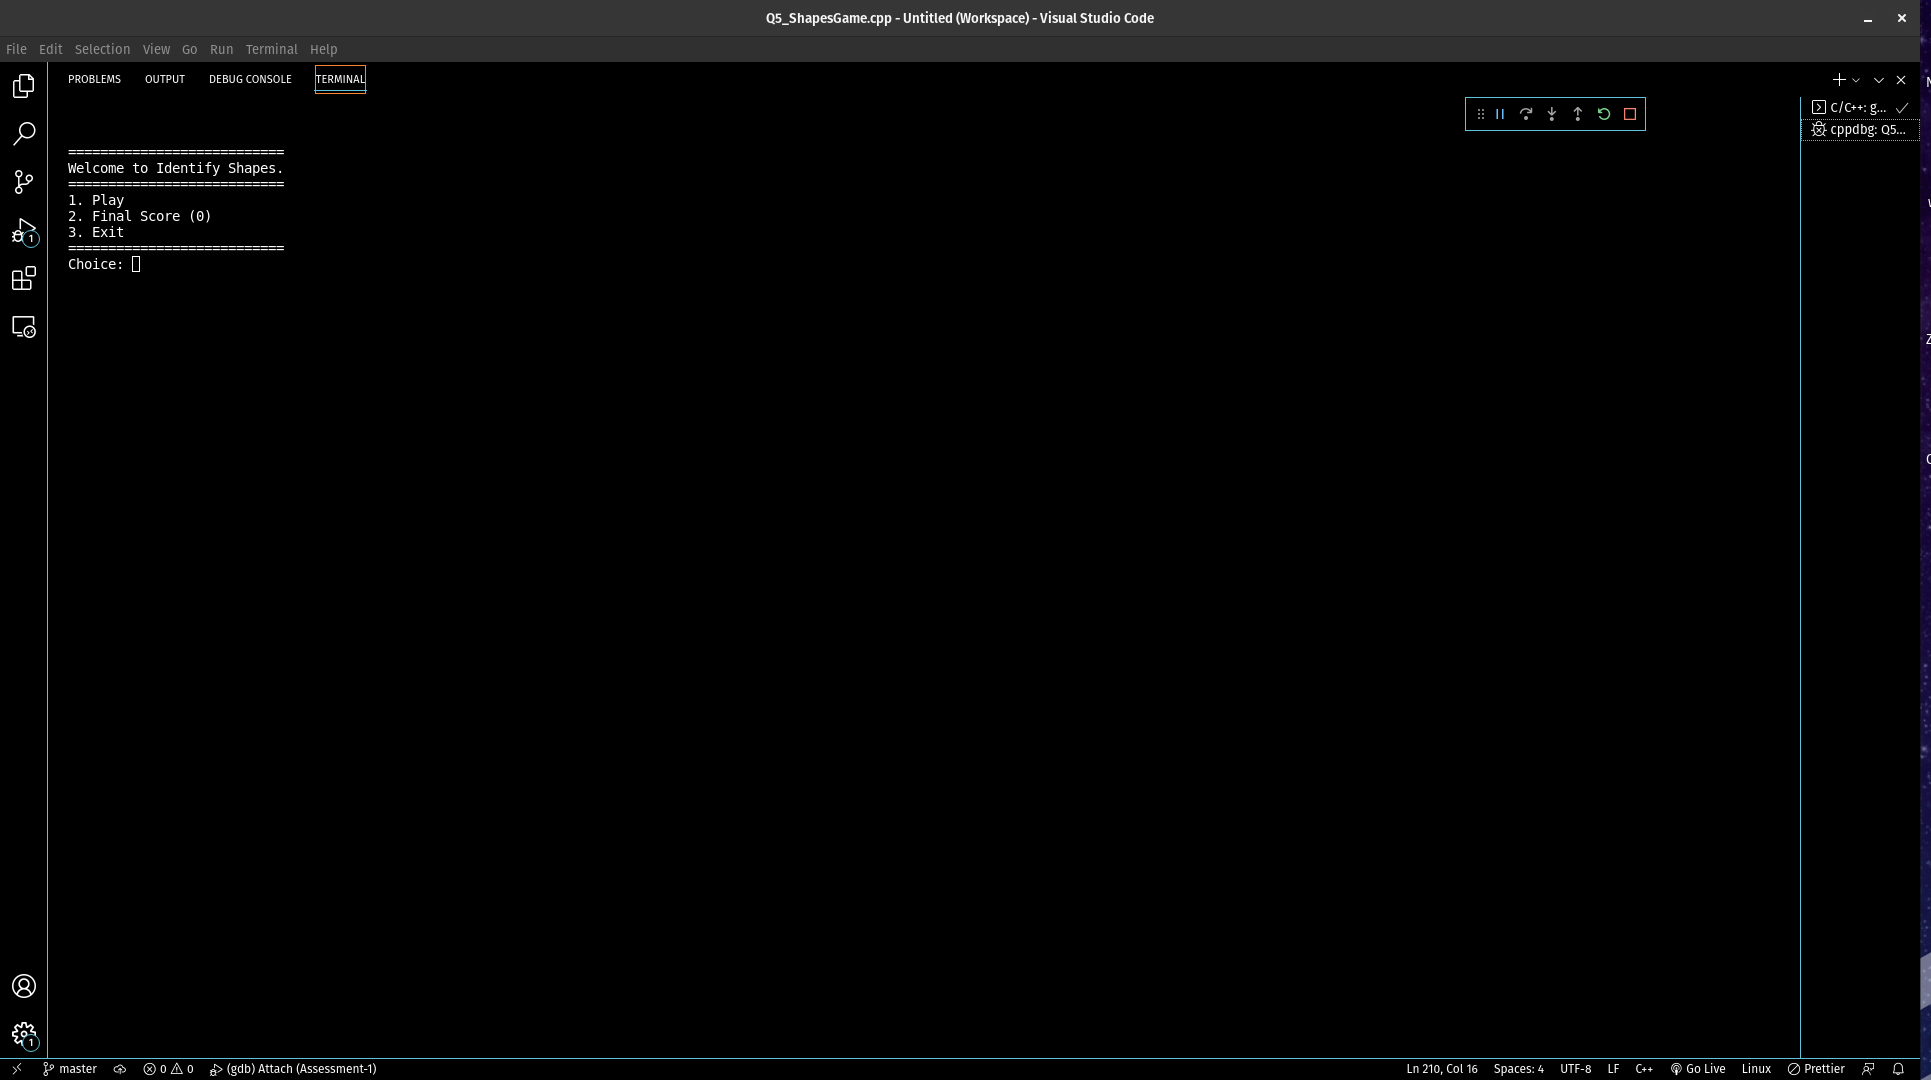 Q5_ShapesGame.cpp - Untitled (Workspace) - Visual Studio Code
File Edit Selection View Go Run Terminal Help
PROBLEMS OUTPUT DEBUG CONSOLE TERMINAL
C/C++: g...
cppdbg: Q5...
===========================
Welcome to Identify Shapes.
===========================
1. Play
2. Final Score (0)
3. Exit
===========================
Choice:
1
1
master 0 0 (gdb) Attach (Assessment-1) Ln 210, Col 16 Spaces: 4 UTF-8 LF C++ Go Live Linux Prettier